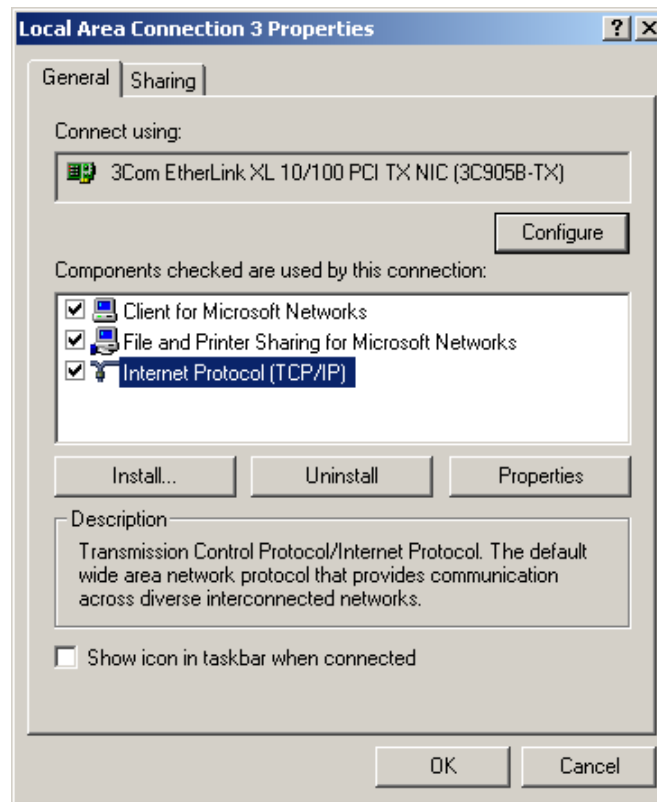 Local Area Connection 3 Properties
General Sharing
Connect using:
3Com EtherLink XL 10/100 PCI TX NIC (3C905B-TX)
Configure
Components checked are used by this connection:
Client for Microsoft Networks
File and Printer Sharing for Microsoft Networks
Internet Protocol (TCP/IP)
Install... Uninstall Properties
Description
Transmission Control Protocol/Internet Protocol. The default
wide area network protocol that provides communication
across diverse interconnected networks.
Show icon in taskbar when connected
OK Cancel